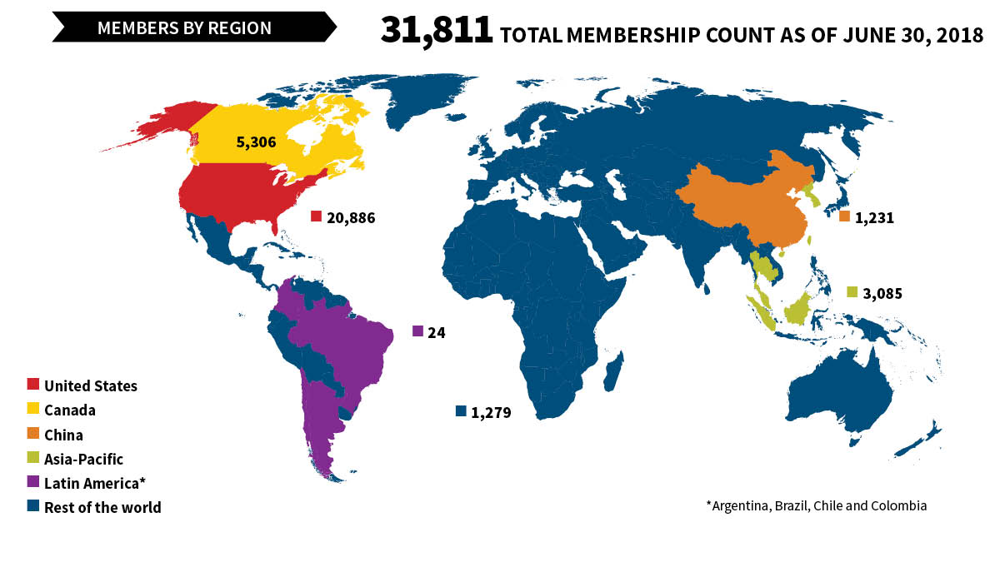 MEMBERS BY REGION
31,811 TOTAL MEMBERSHIP COUNT AS OF JUNE 30, 2018
5,306
20,886
1,231
3,085
24
1,279
United States
Canada
China
Asia-Pacific
Latin America*
Rest of the world
*Argentina, Brazil, Chile and Colombia